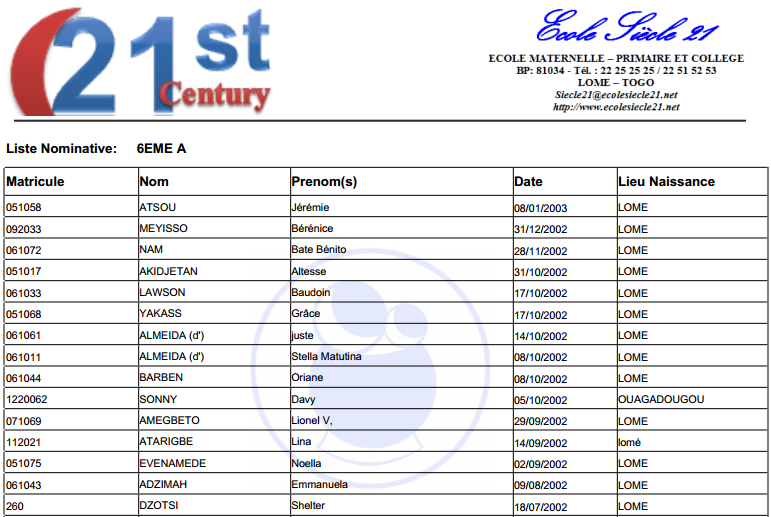 21st
Century
Ecole Siècle 21
ECOLE MATERNELLE – PRIMAIRE ET COLLEGE
BP: 81034 - Tél. : 22 25 25 25 / 22 51 52 53
LOME – TOGO
Siecle21@ecolesiecle21.net
http://www.ecolesiecle21.net
Liste Nominative: 6EME A
Matricule Nom Prenom(s) Date Lieu Naissance
051058 ATSOU Jérémie 08/01/2003 LOME
092033 MEYISSO Bérénice 31/12/2002 LOME
061072 NAM Bate Bénito 28/11/2002 LOME
051017 AKIDJETAN Altesse 31/10/2002 LOME
061033 LAWSON Baudoin 17/10/2002 LOME
051068 YAKASS Grâce 17/10/2002 LOME
061061 ALMEIDA (d') juste 14/10/2002 LOME
061011 ALMEIDA (d') Stella Matutina 08/10/2002 LOME
061044 BARBEN Oriane 08/10/2002 LOME
1220062 SONNY Davy 05/10/2002 OUAGADOUGOU
071069 AMEGBETO Lionel V, 29/09/2002 LOME
112021 ATARIGBE Lina 14/09/2002 lomé
051075 EVENAMEDE Noella 02/09/2002 LOME
061043 ADZIMAH Emmanuela 09/08/2002 LOME
260 DZOTSI Shelter 18/07/2002 LOME